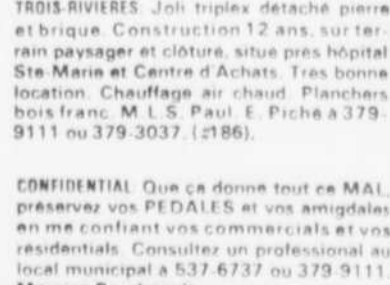 TROIS-RIVIERES. Joli triplex détaché pierre
et brique. Construction 12 ans, sur ter-
rain paysager et clôturé, situé près hôpital
Ste-Marie et Centre d'Achats. Très bonne
location. Chauffage air chaud. Planchers
bois franc. M.L.S. Paul. E. Piché à 379-
9111 ou 379-3037. (#186).
CONFIDENTIAL. Que ça donne tout ce MAL,
préservez vos PEDALES et vos amigdales
en me confiant vos commercials et vos
residentials. Consultez un professional au
local municipal à 537-6737 ou 379-9111.